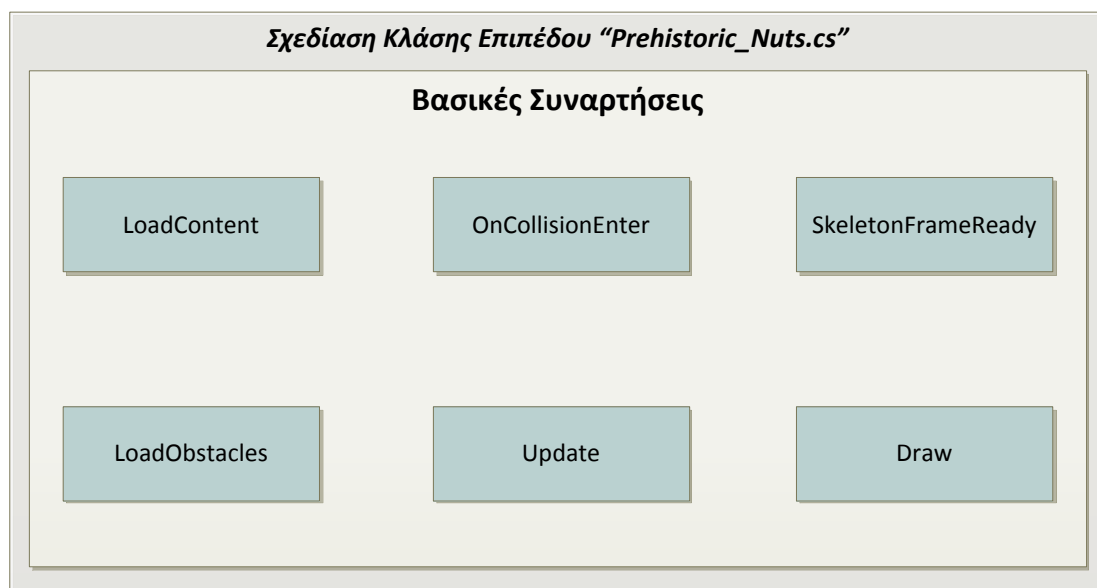 Σχεδίαση Κλάσης Επιπέδου “Prehistoric_Nuts.cs”
Βασικές Συναρτήσεις
LoadContent
OnCollisionEnter
SkeletonFrameReady
LoadObstacles
Update
Draw